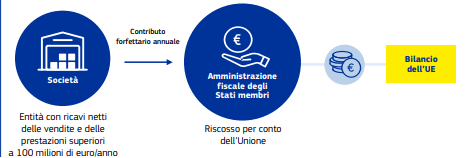 Contributo
forfettario annuale
Società
€
Amministrazione
fiscale degli
Stati membri
€
Bilancio
dell'UE
Entità con ricavi netti
delle vendite e delle
prestazioni superiori
a 100 milioni di euro/anno
Riscosso per conto
dell'Unione